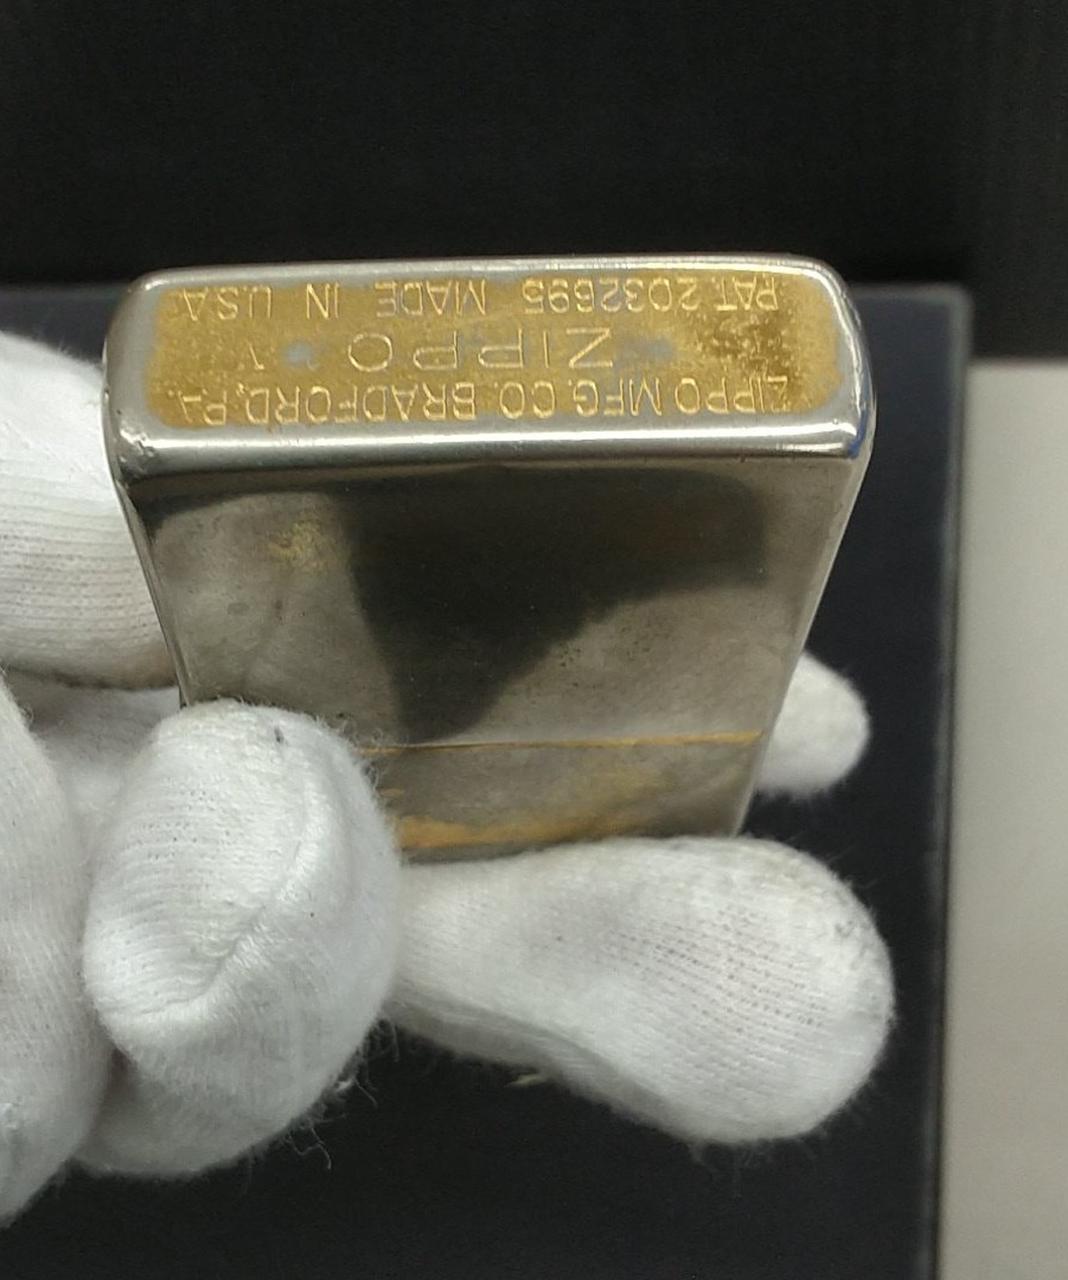 ZIPPO MFG. CO. BRADFORD, PA.
ZIPPO
PAT. 2032695 MADE IN U.S.A.